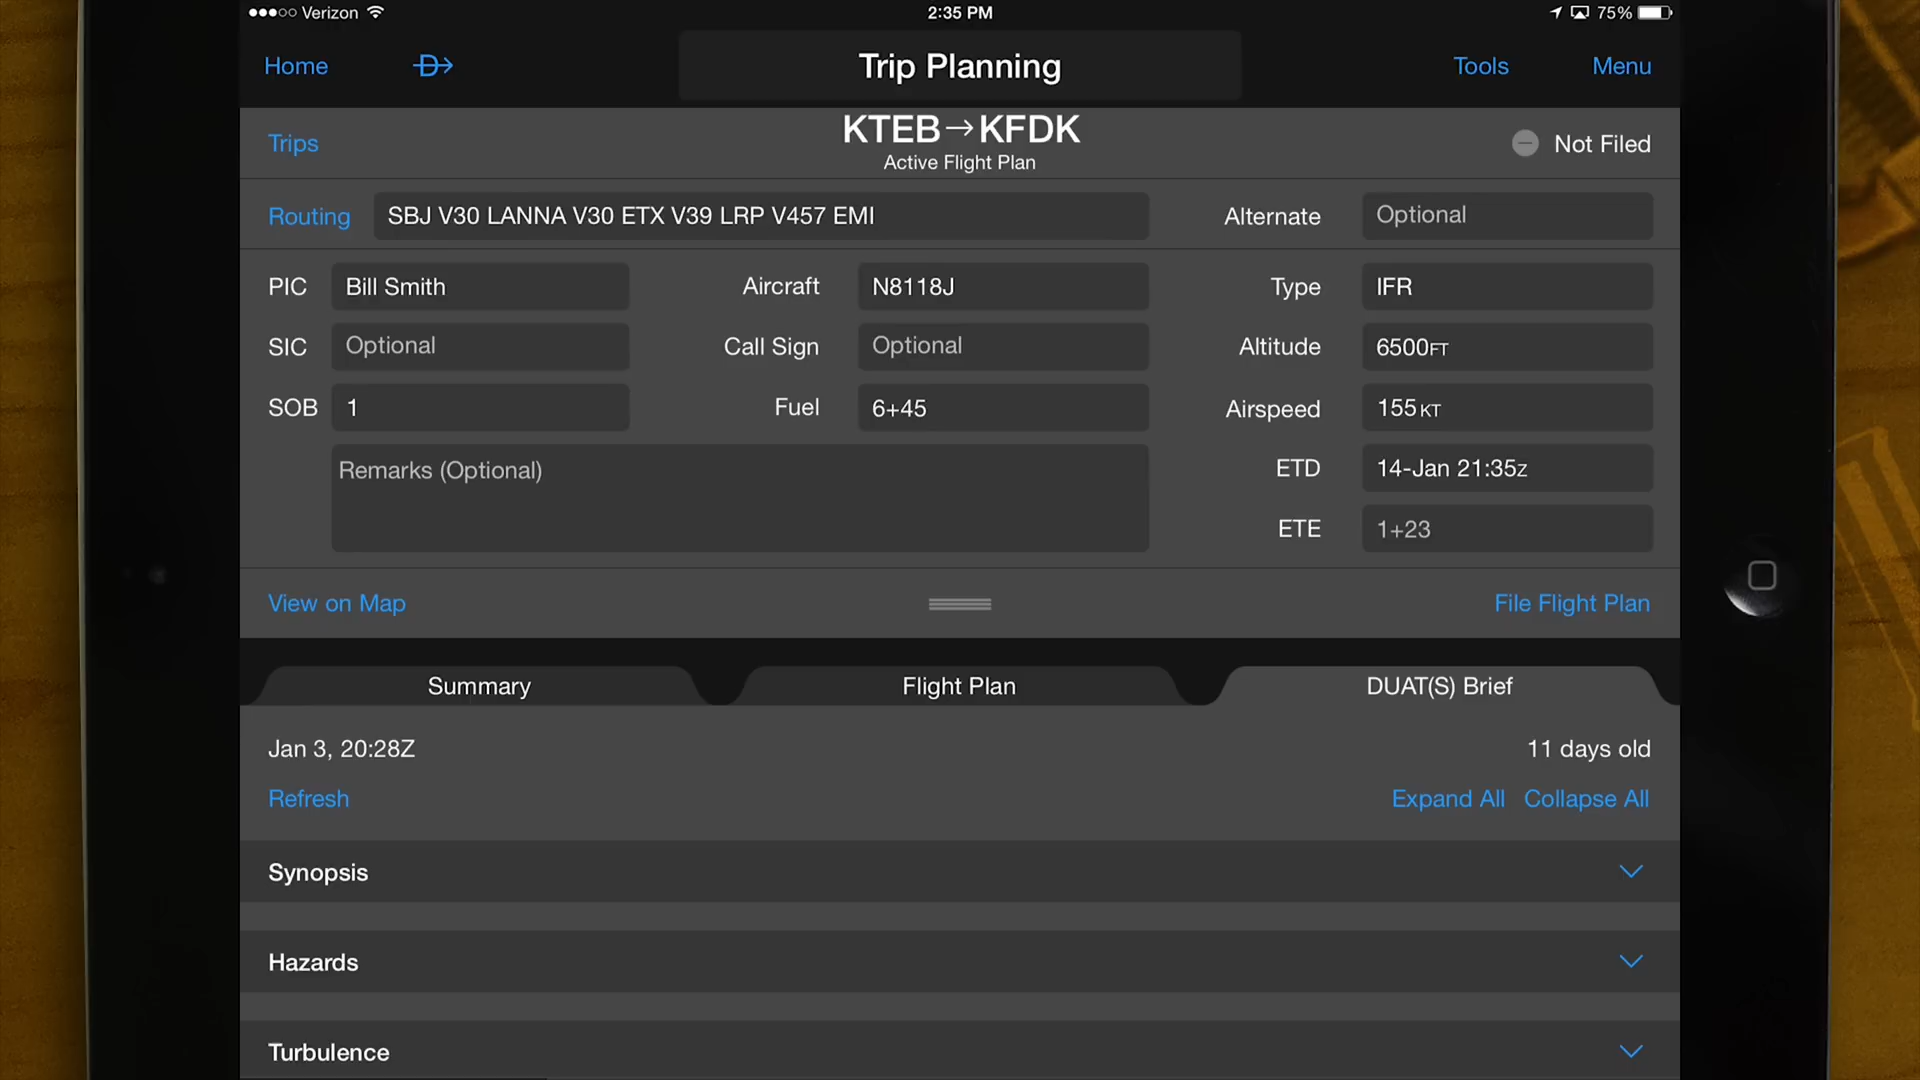 Verizon 2:35 PM 75%
Home Trip Planning Tools Menu
Trips KTEB→KFDK Not Filed
Active Flight Plan
Routing SBJ V30 LANNA V30 ETX V39 LRP V457 EMI Alternate Optional
PIC Bill Smith Aircraft N8118J Type IFR
SIC Optional Call Sign Optional Altitude 6500FT
SOB 1 Fuel 6+45 Airspeed 155KT
Remarks (Optional) ETD 14-Jan 21:35z
ETE 1+23
View on Map File Flight Plan
Summary Flight Plan DUAT(S) Brief
Jan 3, 20:28Z 11 days old
Refresh Expand All Collapse All
Synopsis
Hazards
Turbulence